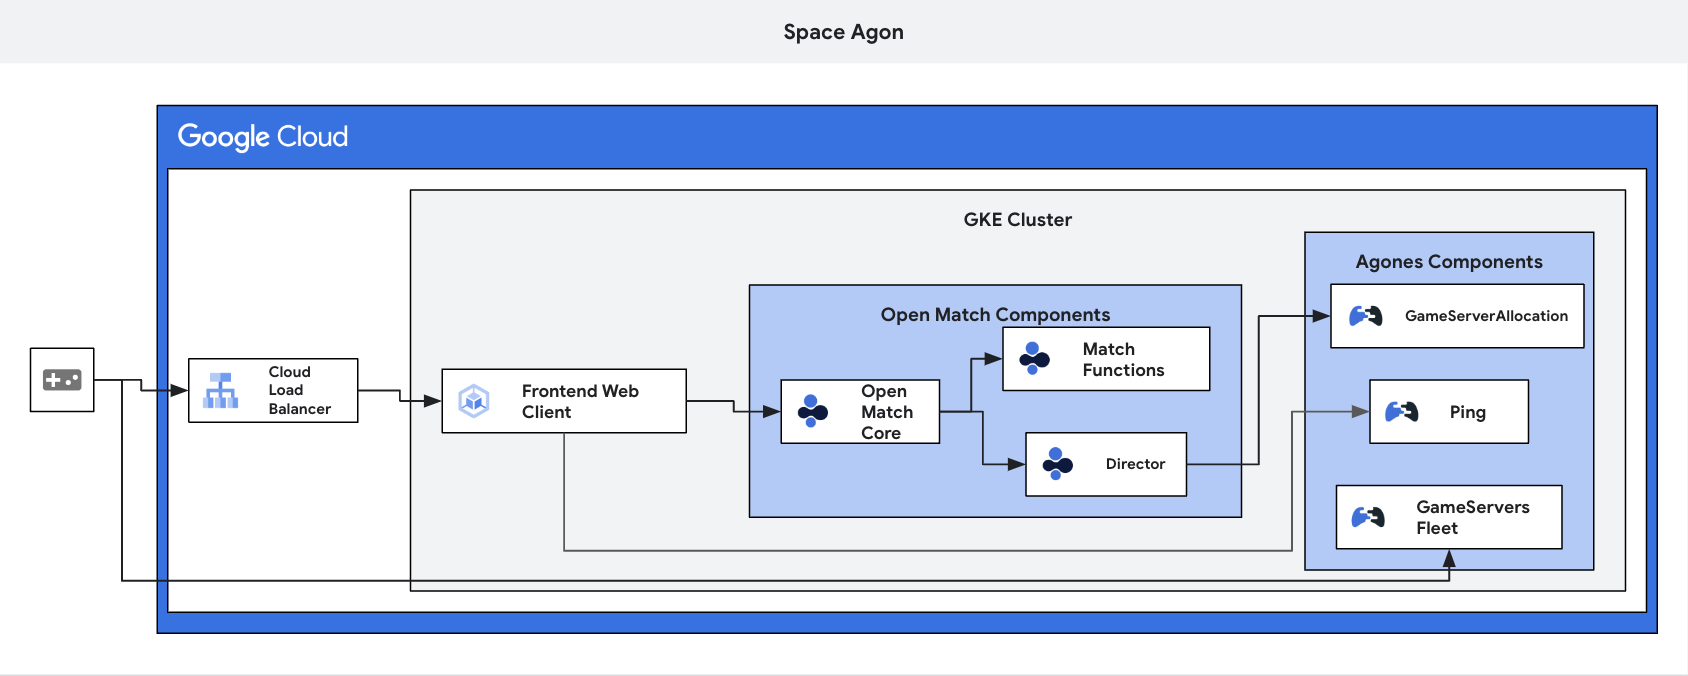 Space Agon
Google Cloud
GKE Cluster
Agones Components
GameServerAllocation
Open Match Components
Match
Functions
Cloud
Load
Balancer
Frontend Web
Client
Open
Match
Core
Ping
Director
GameServers
Fleet